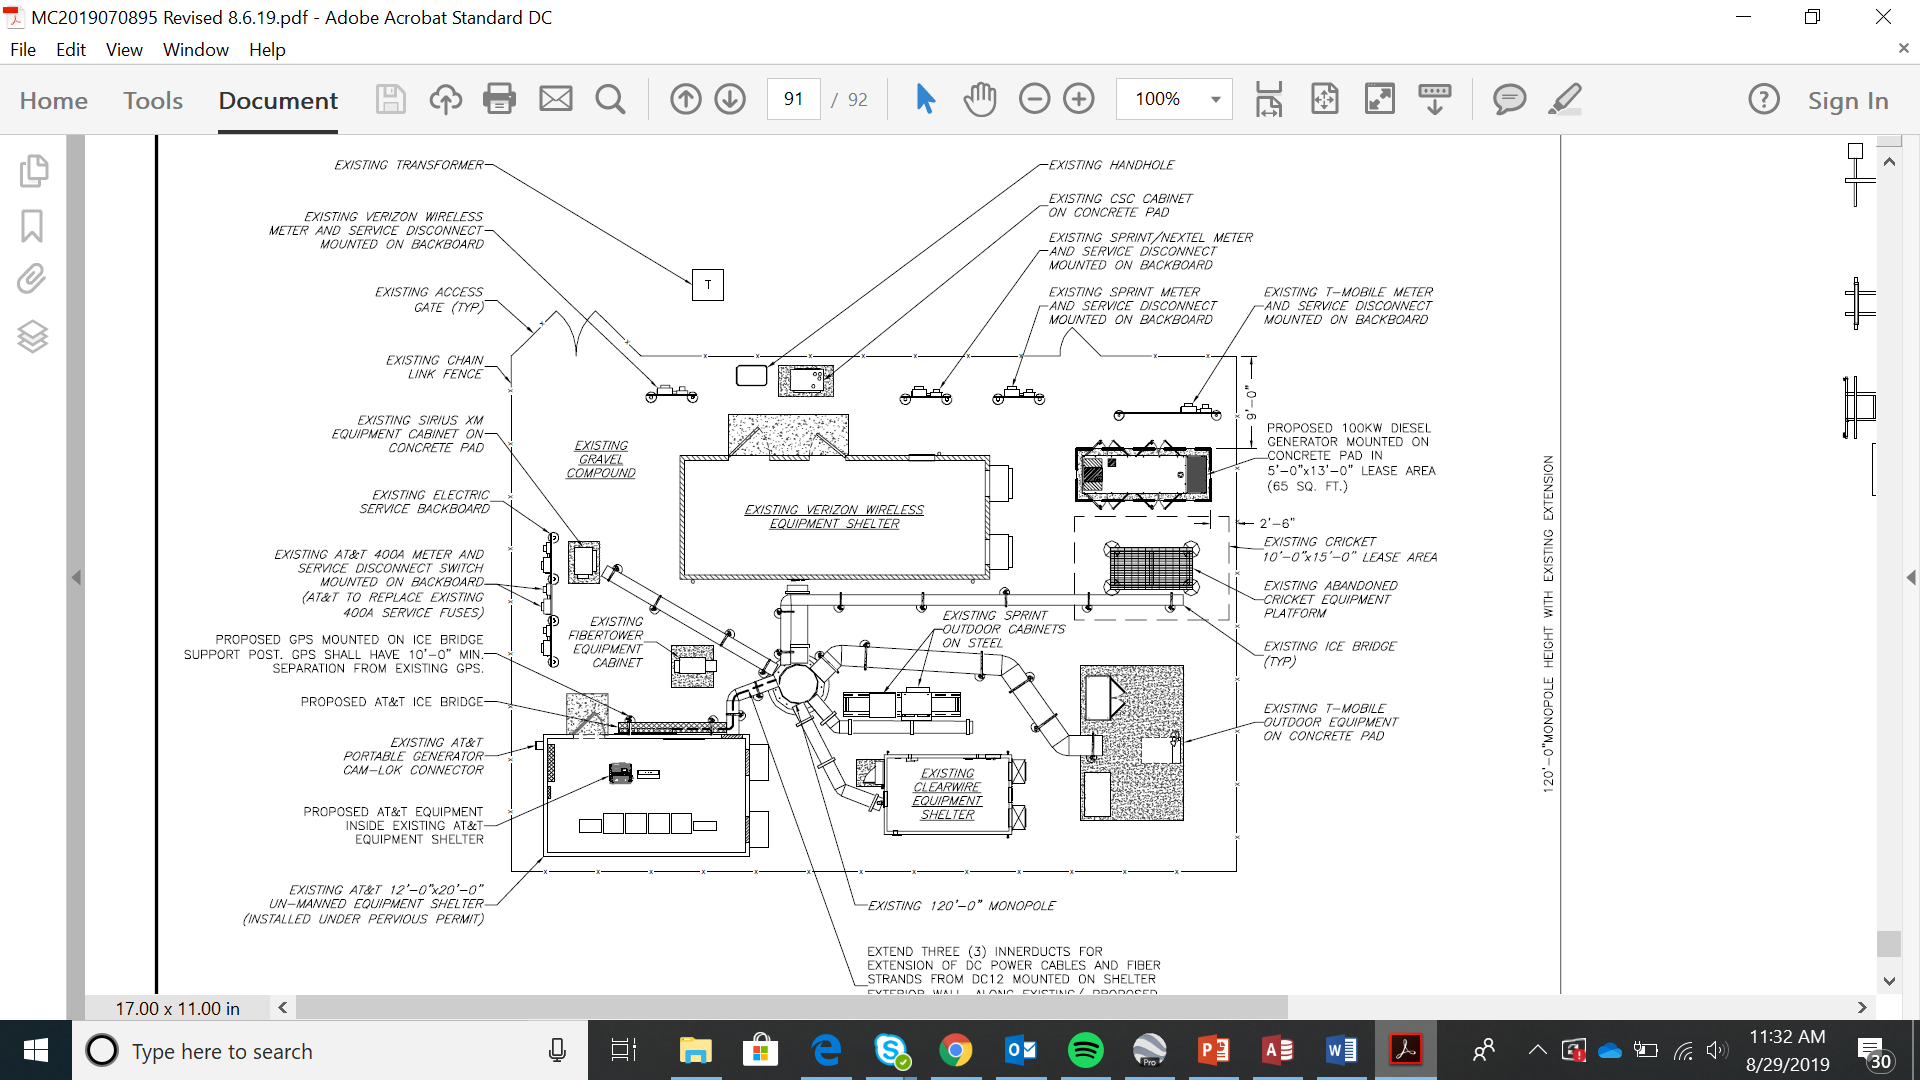 MC2019070895 Revised 8.6.19.pdf - Adobe Acrobat Standard DC
File Edit View Window Help
Home Tools Document
91 / 92
100%
Sign In
EXISTING TRANSFORMER
EXISTING VERIZON WIRELESS
METER AND SERVICE DISCONNECT
MOUNTED ON BACKBOARD
EXISTING ACCESS
GATE (TYP)
EXISTING CHAIN
LINK FENCE
EXISTING SIRIUS XM
EQUIPMENT CABINET ON
CONCRETE PAD
EXISTING ELECTRIC
SERVICE BACKBOARD
EXISTING AT&T 400A METER AND
SERVICE DISCONNECT SWITCH
MOUNTED ON BACKBOARD
(AT&T TO REPLACE EXISTING
400A SERVICE FUSES)
PROPOSED GPS MOUNTED ON ICE BRIDGE
SUPPORT POST. GPS SHALL HAVE 10'-0" MIN.
SEPARATION FROM EXISTING GPS.
PROPOSED AT&T ICE BRIDGE
EXISTING AT&T
PORTABLE GENERATOR
CAM-LOK CONNECTOR
PROPOSED AT&T EQUIPMENT
INSIDE EXISTING AT&T
EQUIPMENT SHELTER
EXISTING AT&T 12'-0"x20'-0"
UN-MANNED EQUIPMENT SHELTER
(INSTALLED UNDER PERVIOUS PERMIT)
T
EXISTING
GRAVEL
COMPOUND
EXISTING VERIZON WIRELESS
EQUIPMENT SHELTER
EXISTING
FIBERTOWER
EQUIPMENT
CABINET
EXISTING SPRINT
OUTDOOR CABINETS
ON STEEL
EXISTING
CLEARWIRE
EQUIPMENT
SHELTER
EXISTING 120'-0" MONOPOLE
EXTEND THREE (3) INNERDUCTS FOR
EXTENSION OF DC POWER CABLES AND FIBER
STRANDS FROM DC12 MOUNTED ON SHELTER
EXTERIOR WALL ALONG EXISTING/ PROPOSED
EXISTING HANDHOLE
EXISTING CSC CABINET
ON CONCRETE PAD
EXISTING SPRINT/NEXTEL METER
AND SERVICE DISCONNECT
MOUNTED ON BACKBOARD
EXISTING SPRINT METER
AND SERVICE DISCONNECT
MOUNTED ON BACKBOARD
EXISTING T-MOBILE METER
AND SERVICE DISCONNECT
MOUNTED ON BACKBOARD
9'-0"
PROPOSED 100KW DIESEL
GENERATOR MOUNTED ON
CONCRETE PAD IN
5'-0"x13'-0" LEASE AREA
(65 SQ. FT.)
2'-6"
EXISTING CRICKET
10'-0"x15'-0" LEASE AREA
EXISTING ABANDONED
CRICKET EQUIPMENT
PLATFORM
EXISTING ICE BRIDGE
(TYP)
EXISTING T-MOBILE
OUTDOOR EQUIPMENT
ON CONCRETE PAD
120'-0"MONOPOLE HEIGHT WITH EXISTING EXTENSION
17.00 x 11.00 in
Type here to search
11:32 AM
8/29/2019
30